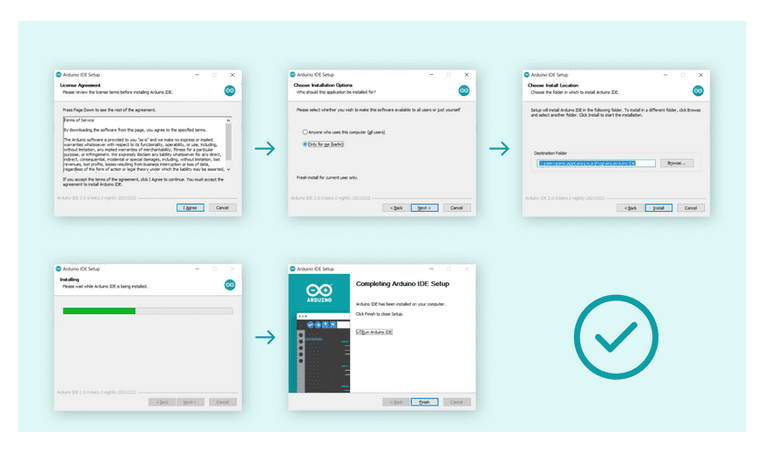 Arduino IDE Setup
License Agreement
Please review the license terms before installing Arduino IDE.
Press Page Down to see the rest of the agreement.
Terms of Service
By downloading the software from this page, you agree to the specified terms.
The Arduino software is provided to you "as is" and we make no express or implied
warranties whatsoever with respect to its functionality, operability, or use, including,
without limitation, any implied warranties of merchantability, fitness for a particular
purpose, or infringement. We expressly disclaim any liability whatsoever for any direct,
indirect, consequential, incidental or special damages, including, without limitation, lost
revenues, lost profits, losses resulting from business interruption or loss of data,
regardless of the form of action or legal theory under which the liability may be asserted,
If you accept the terms of the agreement, click I Agree to continue. You must accept the
agreement to install Arduino IDE.
Arduino IDE 2.0.0-beta.2-nightly
I Agree
Cancel
Arduino IDE Setup
Choose Installation Options
Who should this application be installed for?
Please select whether you wish to make this software available to all users or just yourself
Anyone who uses this computer (all users)
Only for me
Fresh install for current user only.
Arduino IDE 2.0.0-beta.2-nightly
< Back
Next >
Cancel
Arduino IDE Setup
Choose Install Location
Choose the folder in which to install Arduino IDE.
Setup will install Arduino IDE in the following folder. To install in a different folder, click Browse
and select another folder. Click Install to start the installation.
Destination Folder
Browse...
Arduino IDE 2.0.0-beta.2-nightly
< Back
Install
Cancel
Arduino IDE Setup
Installing
Please wait while Arduino IDE is being installed.
Arduino IDE 2.0.0-beta.2-nightly
< Back
Next >
Cancel
Arduino IDE Setup
ARDUINO
Completing Arduino IDE Setup
Arduino IDE has been installed on your computer.
Click Finish to close Setup.
Run Arduino IDE
< Back
Finish
Cancel